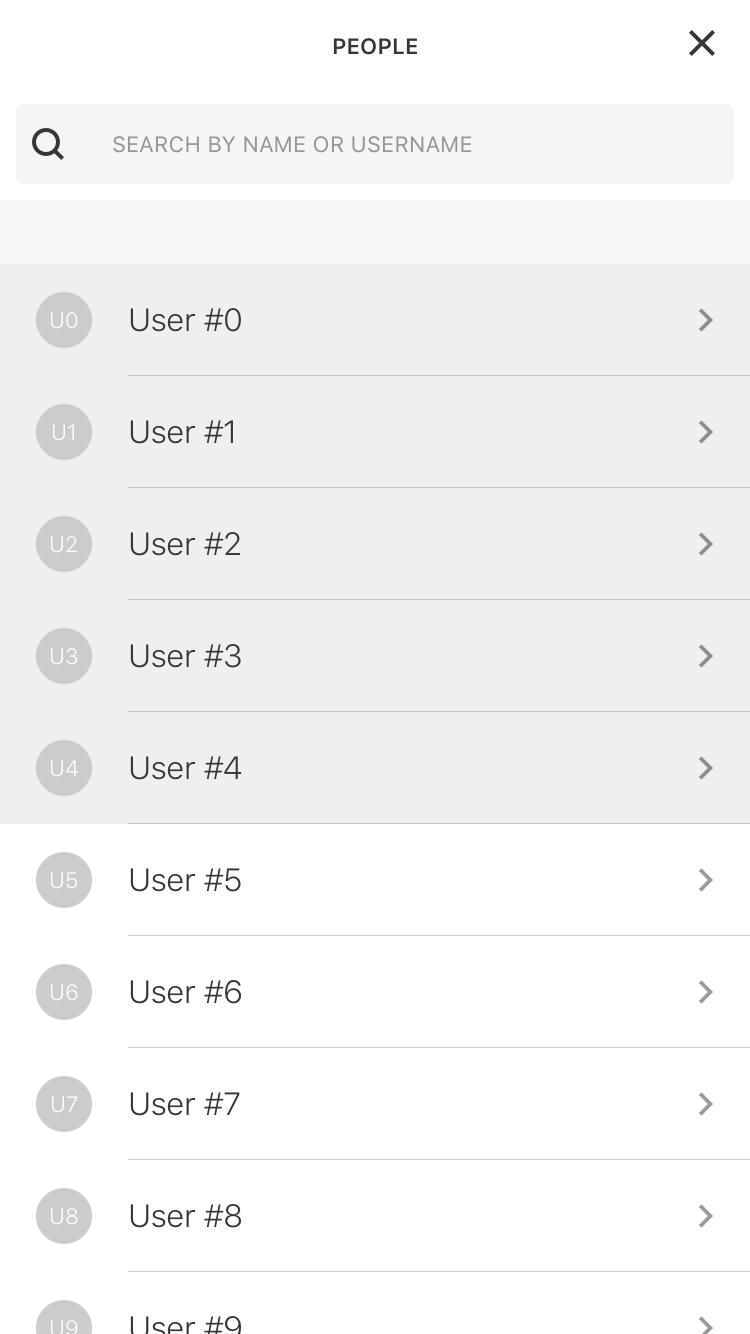 PEOPLE
SEARCH BY NAME OR USERNAME
U0 User #0
U1 User #1
U2 User #2
U3 User #3
U4 User #4
U5 User #5
U6 User #6
U7 User #7
U8 User #8
U9 User #9